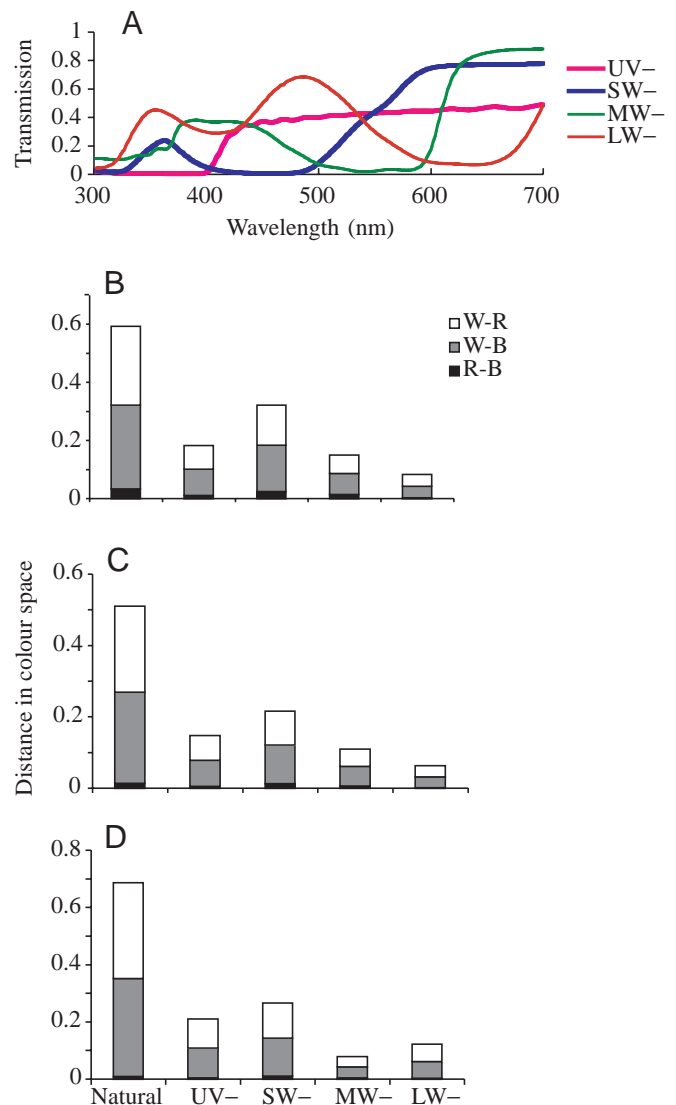 A
Transmission
1
0.8
0.6
0.4
0.2
0
300 400 500 600 700
Wavelength (nm)
UV–
SW–
MW–
LW–
B
0.6
0.4
0.2
0
W-R
W-B
R-B
C
Distance in colour space
0.6
0.4
0.2
0
D
0.8
0.6
0.4
0.2
0
Natural UV– SW– MW– LW–